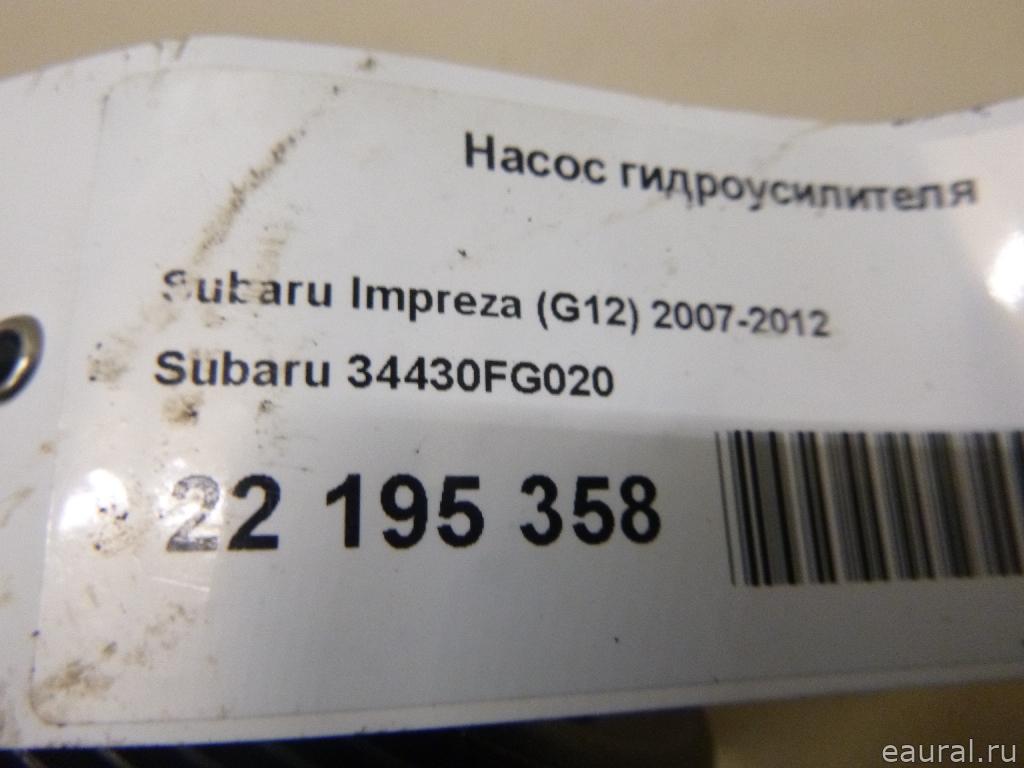 Насос гидроусилителя
Subaru Impreza (G12) 2007-2012
Subaru 34430FG020
22 195 358
eaural.ru